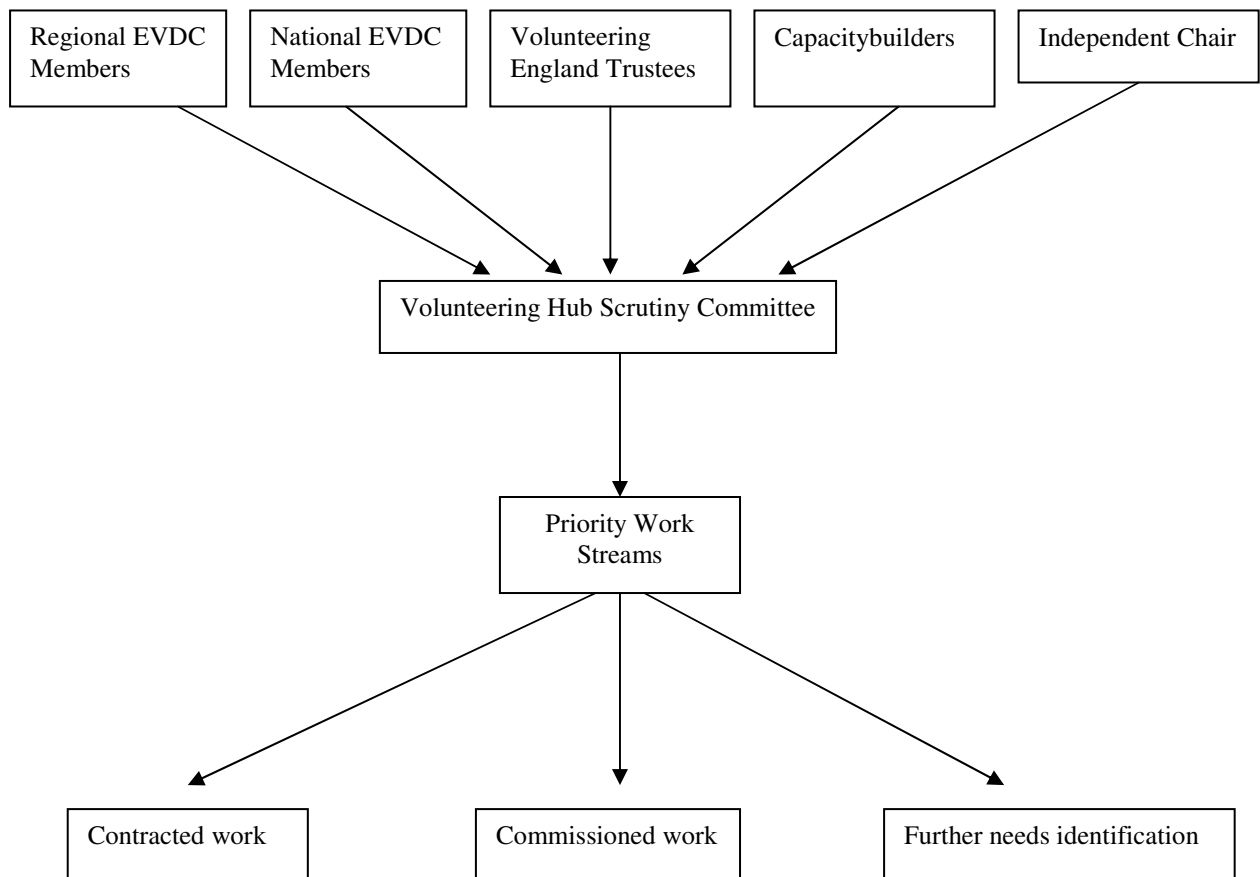 Regional EVDC
Members
National EVDC
Members
Volunteering
England Trustees
Capacitybuilders
Independent Chair
Volunteering Hub Scrutiny Committee
Priority Work
Streams
Contracted work
Commissioned work
Further needs identification